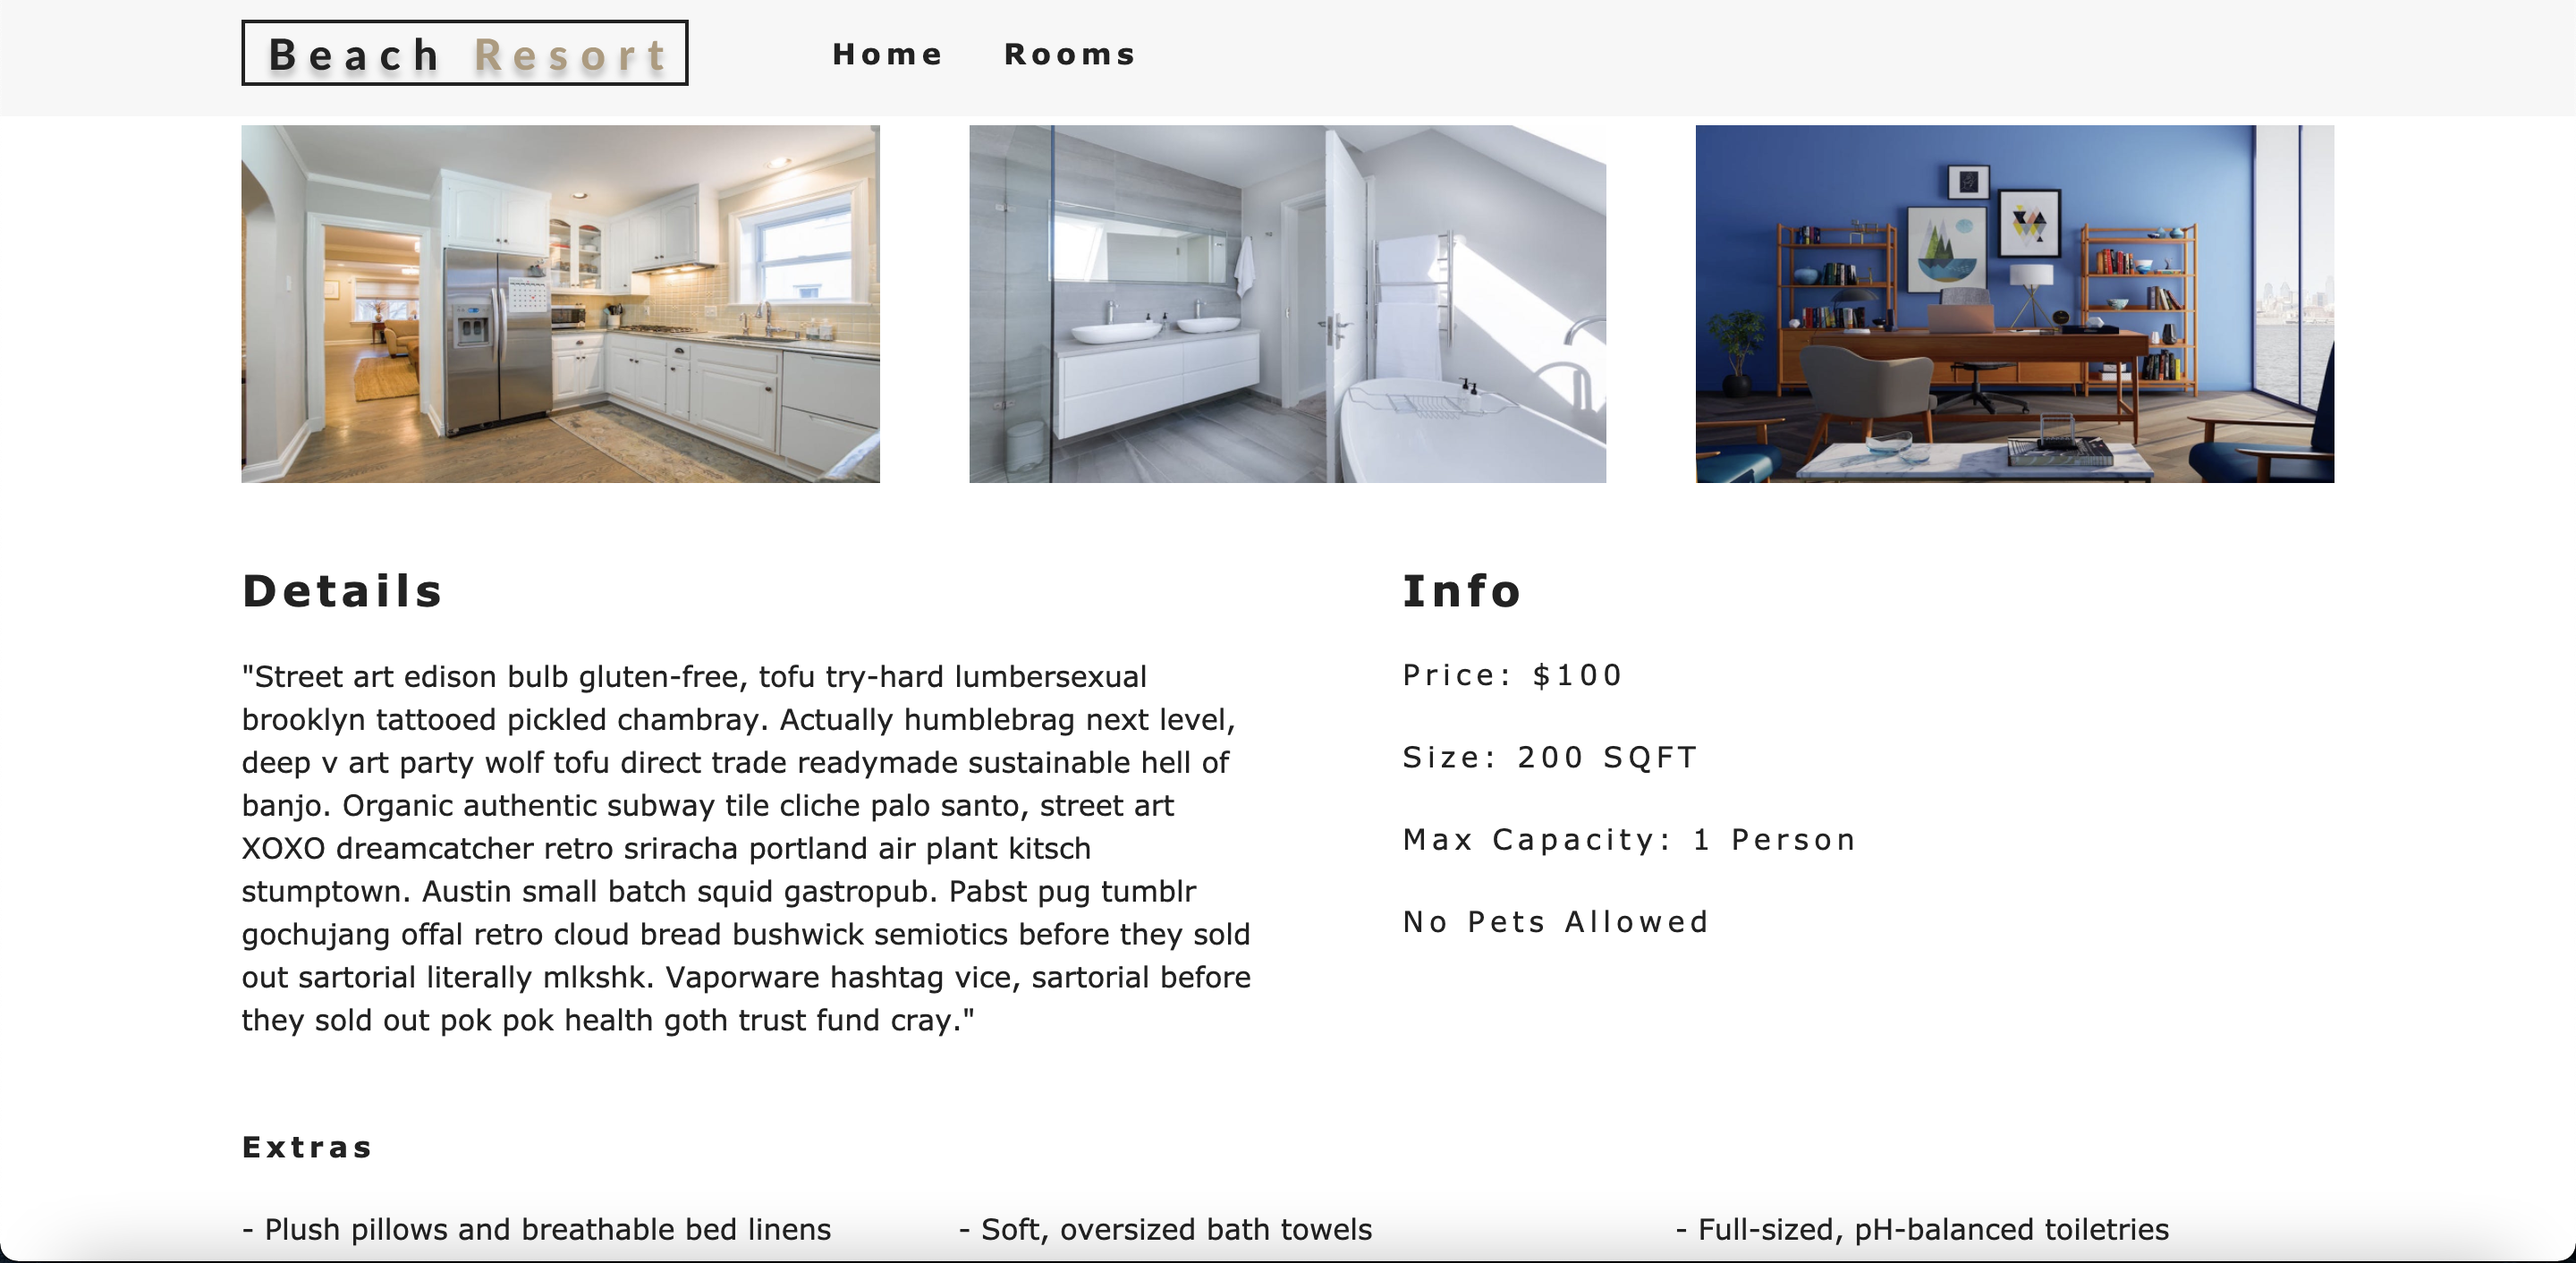 Beach Resort
Home
Rooms
Details
"Street art edison bulb gluten-free, tofu try-hard lumbersexual
brooklyn tattooed pickled chambray. Actually humblebrag next level,
deep v art party wolf tofu direct trade readymade sustainable hell of
banjo. Organic authentic subway tile cliche palo santo, street art
XOXO dreamcatcher retro sriracha portland air plant kitsch
stumptown. Austin small batch squid gastropub. Pabst pug tumblr
gochujang offal retro cloud bread bushwick semiotics before they sold
out sartorial literally mlkshk. Vaporware hashtag vice, sartorial before
they sold out pok pok health goth trust fund cray."
Info
Price: $100
Size: 200 SQFT
Max Capacity: 1 Person
No Pets Allowed
Extras
- Plush pillows and breathable bed linens
- Soft, oversized bath towels
- Full-sized, pH-balanced toiletries